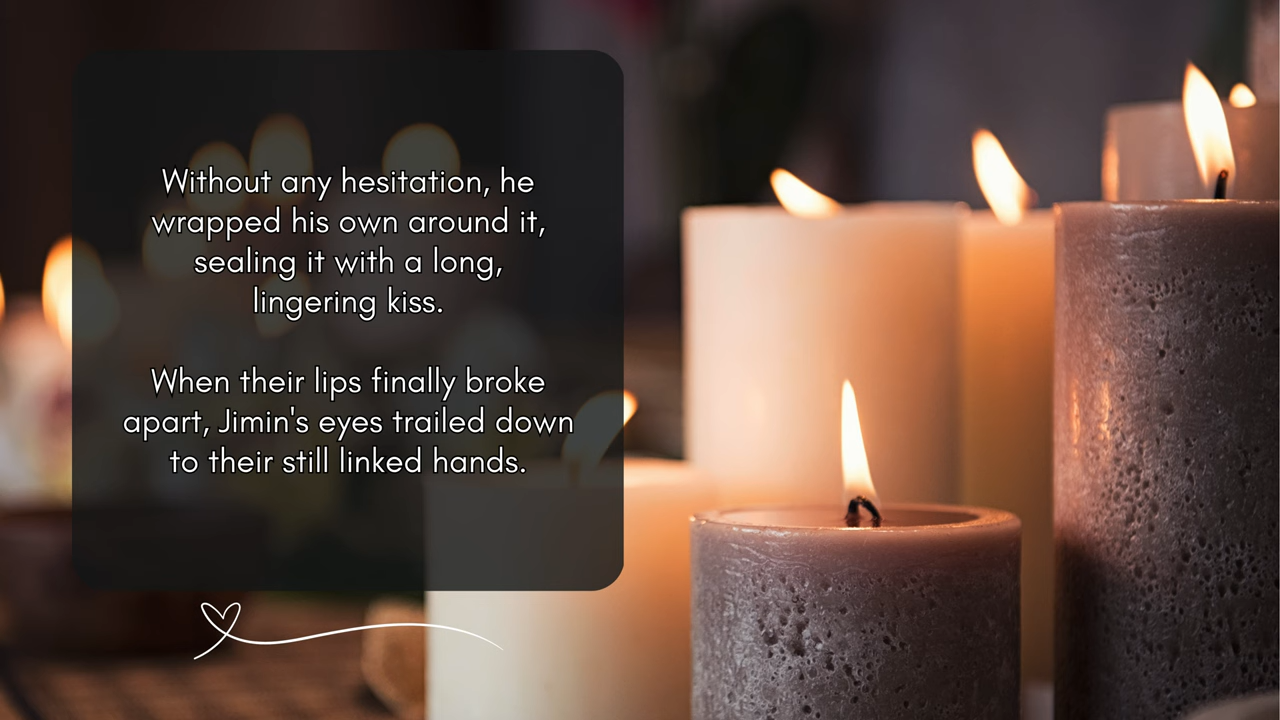 Without any hesitation, he
wrapped his own around it,
sealing it with a long,
lingering kiss.
When their lips finally broke
apart, Jimin's eyes trailed down
to their still linked hands.